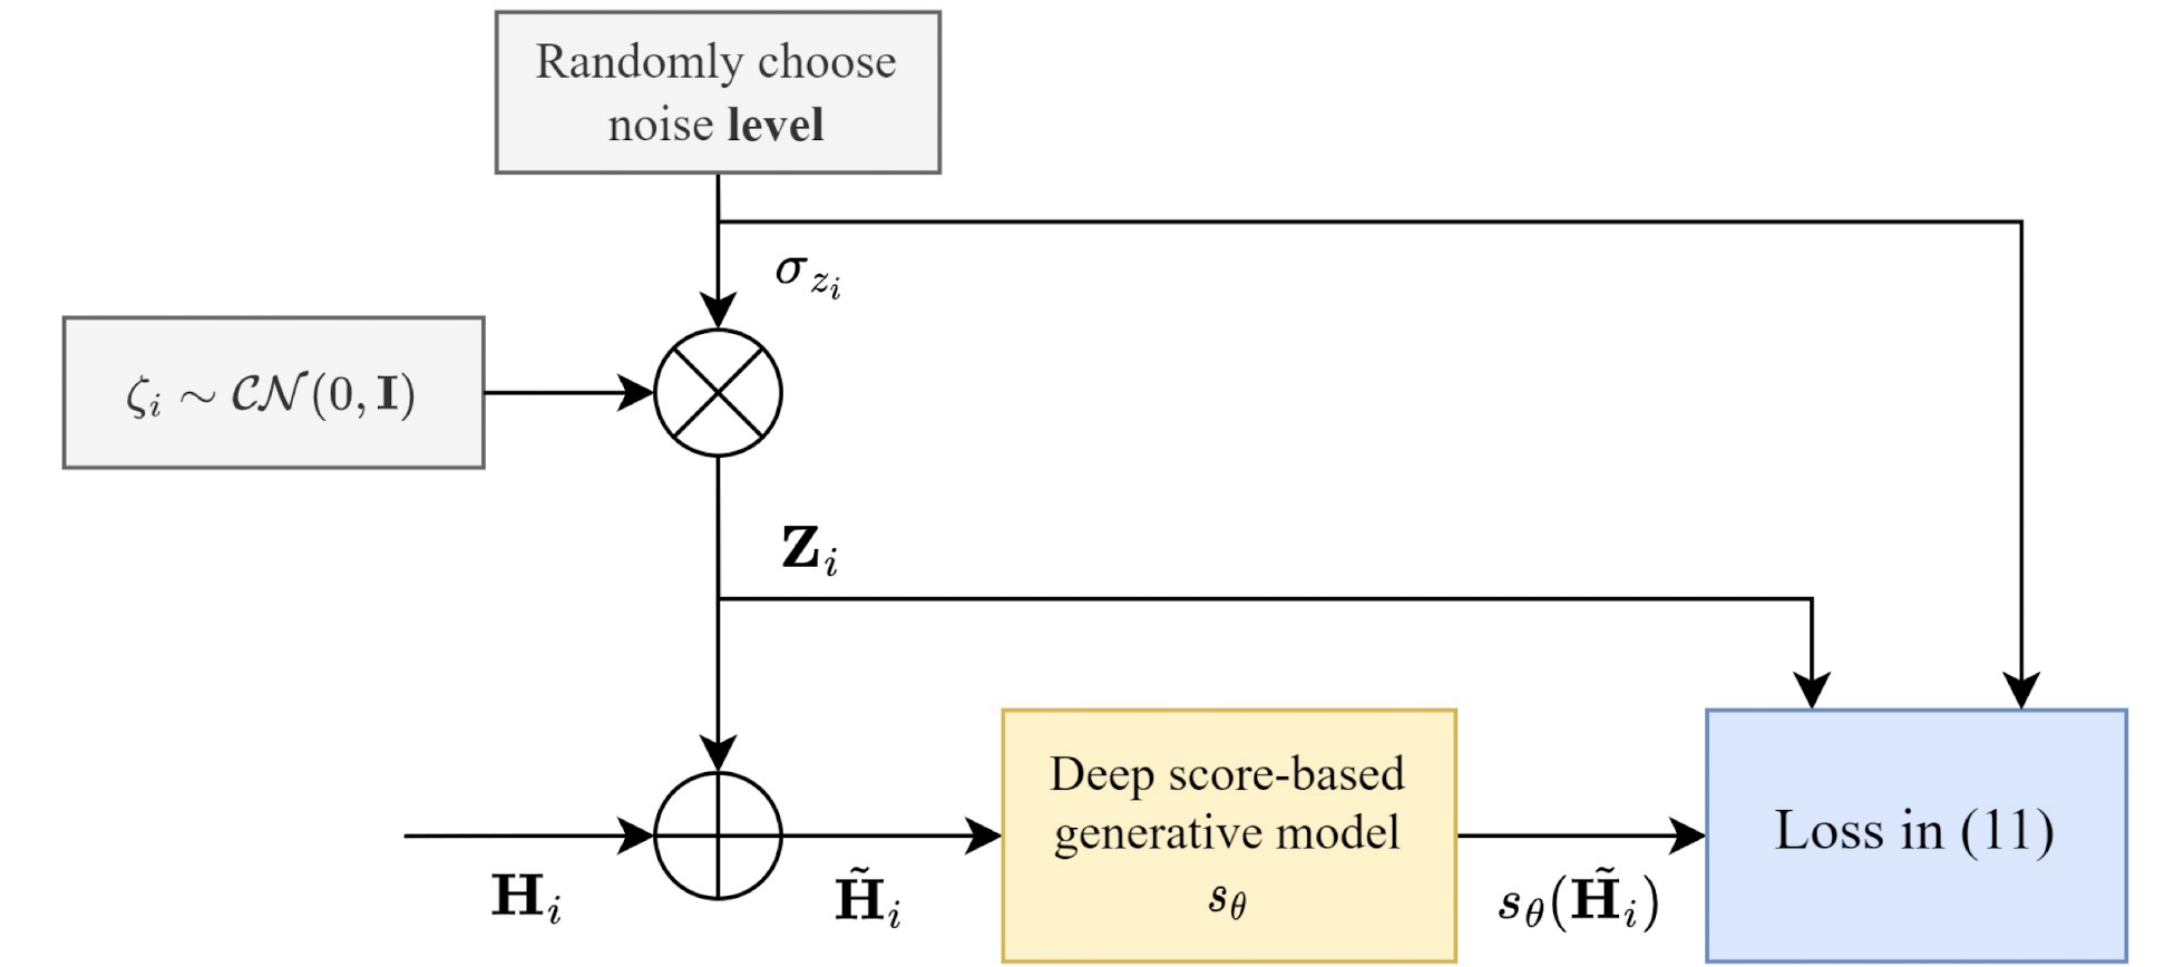 Randomly choose
noise level
σ_{z_i}
ζ_i ∼ 𝒞𝒩(0, 𝐈)
𝐙_i
Deep score-based
generative model
s_θ
Loss in (11)
𝐇_i
𝐇̃_i
s_θ(𝐇̃_i)